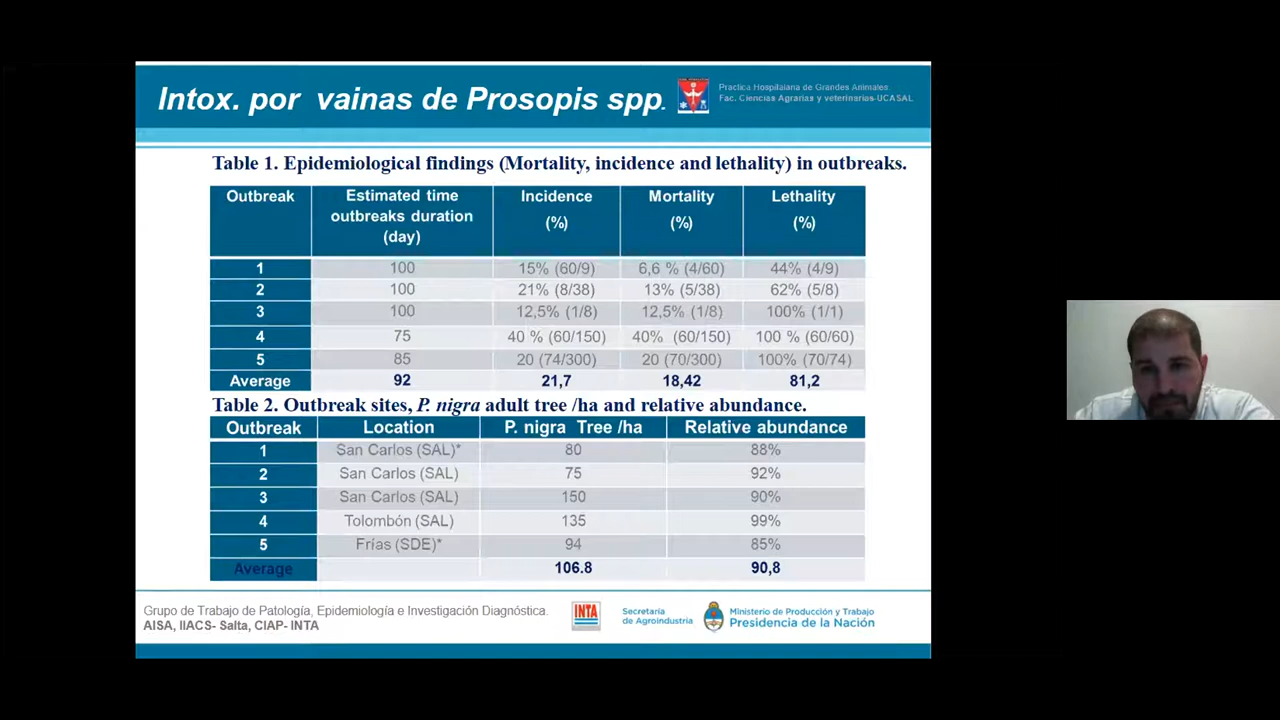 Intox. por vainas de Prosopis spp.
Practica Hospilaiana de Grandes Animales.
Fac. Ciencias Agrarias y veterinarias-UCASAL
Table 1. Epidemiological findings (Mortality, incidence and lethality) in outbreaks.
Outbreak Estimated time outbreaks duration (day) Incidence (%) Mortality (%) Lethality (%)
1 100 15% (60/9) 6,6 % (4/60) 44% (4/9)
2 100 21% (8/38) 13% (5/38) 62% (5/8)
3 100 12,5% (1/8) 12,5% (1/8) 100% (1/1)
4 75 40 % (60/150) 40% (60/150) 100 % (60/60)
5 85 20 (74/300) 20 (70/300) 100% (70/74)
Average 92 21,7 18,42 81,2
Table 2. Outbreak sites, P. nigra adult tree /ha and relative abundance.
Outbreak Location P. nigra Tree /ha Relative abundance
1 San Carlos (SAL)* 80 88%
2 San Carlos (SAL) 75 92%
3 San Carlos (SAL) 150 90%
4 Tolombón (SAL) 135 99%
5 Frías (SDE)* 94 85%
Average 106.8 90,8
Grupo de Trabajo de Patología, Epidemiología e Investigación Diagnóstica.
AISA, IIACS- Salta, CIAP- INTA
INTA
Secretaría
de Agroindustria
Ministerio de Producción y Trabajo
Presidencia de la Nación